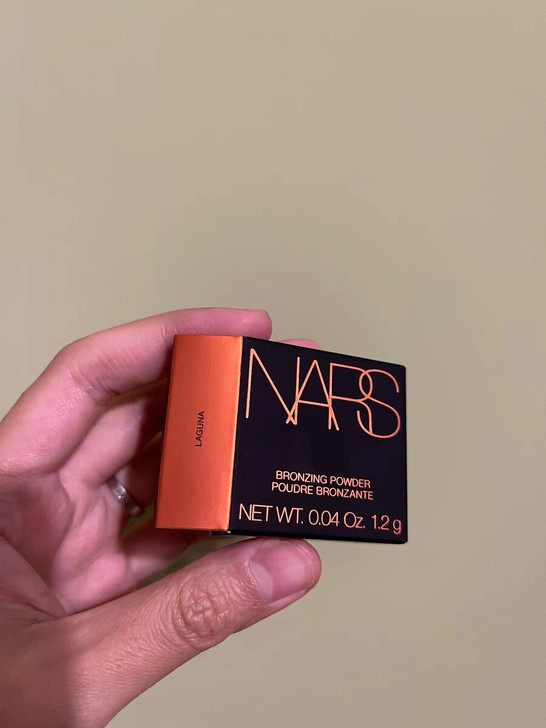 LAGUNA
NARS
BRONZING POWDER
POUDRE BRONZANTE
NET WT. 0.04 Oz. 1.2 g